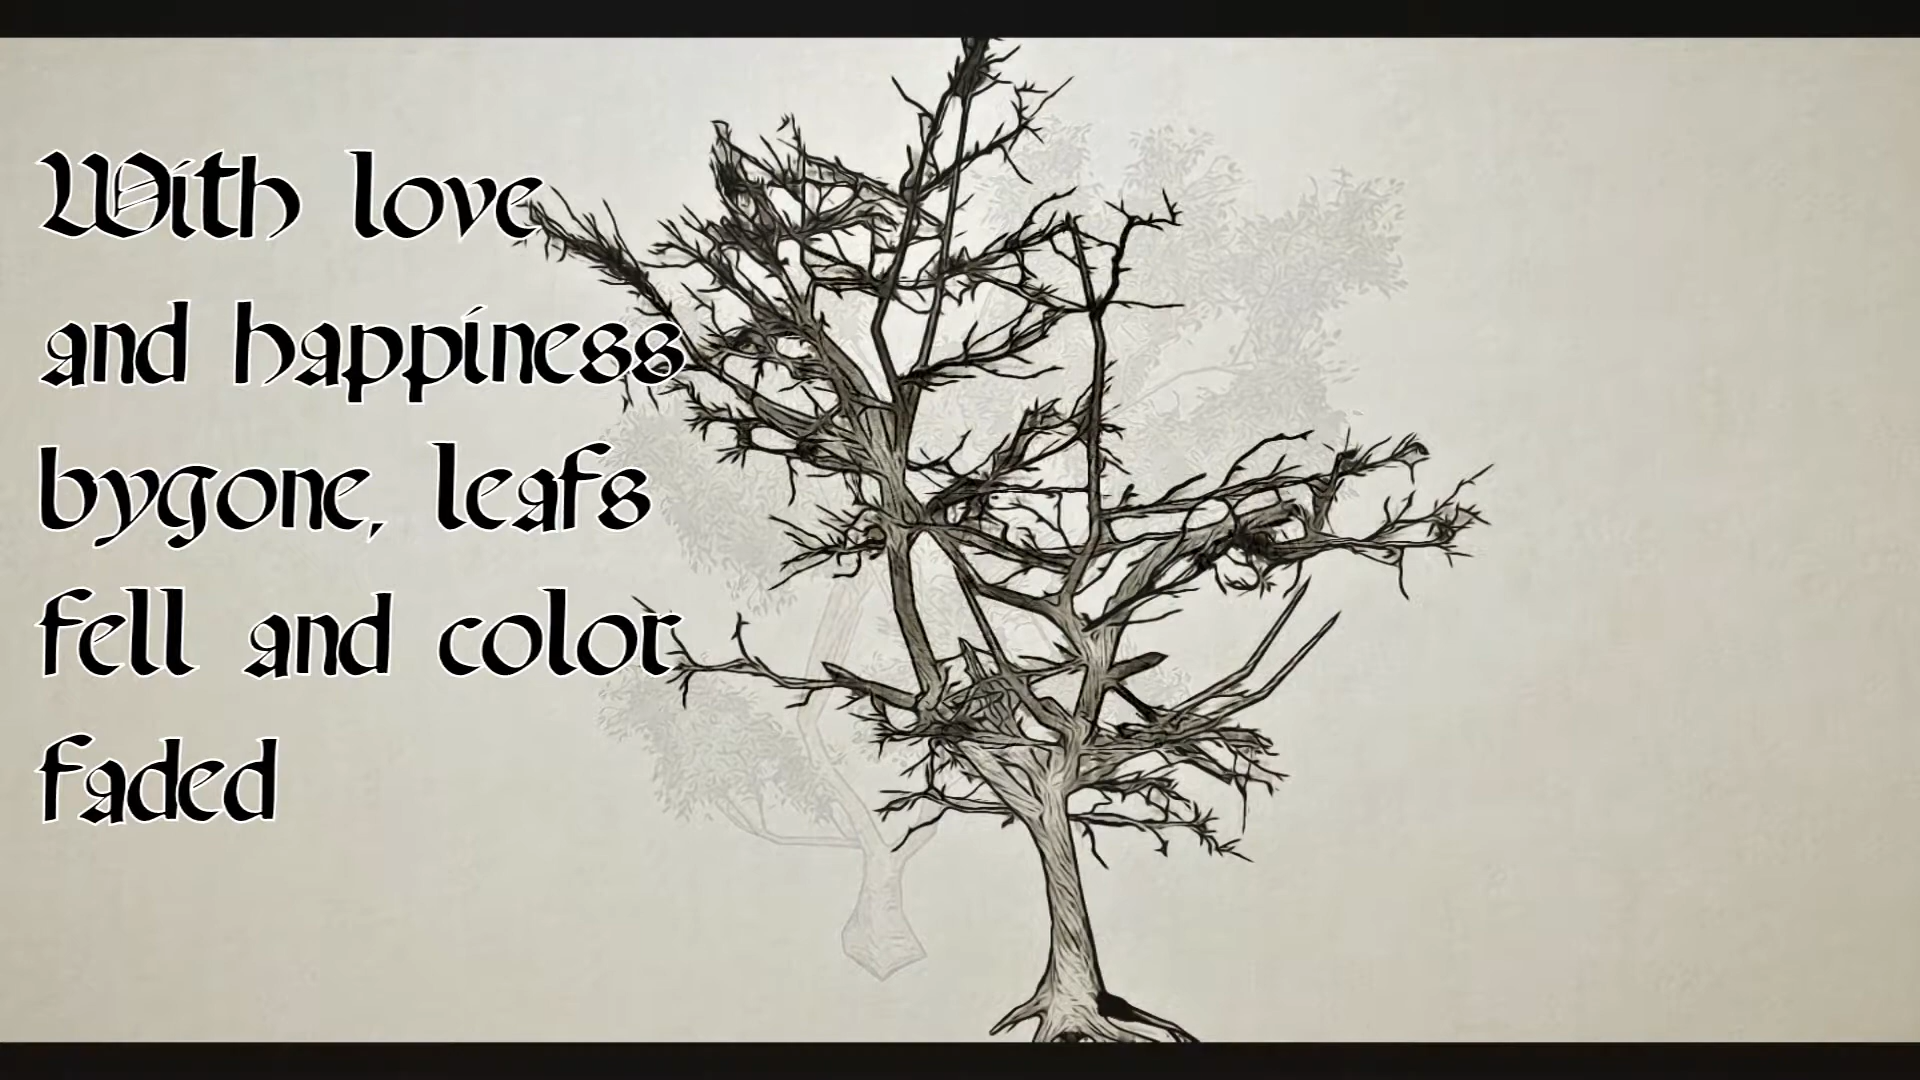 With love
and happiness
bygone, leafs
fell and color
faded